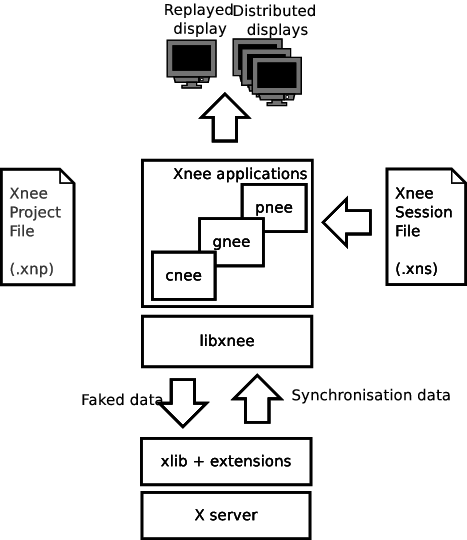 Replayed
display
Distributed
displays
Xnee applications
pnee
gnee
cnee
Xnee
Project
File
(.xnp)
Xnee
Session
File
(.xns)
libxnee
Faked data
Synchronisation data
xlib + extensions
X server